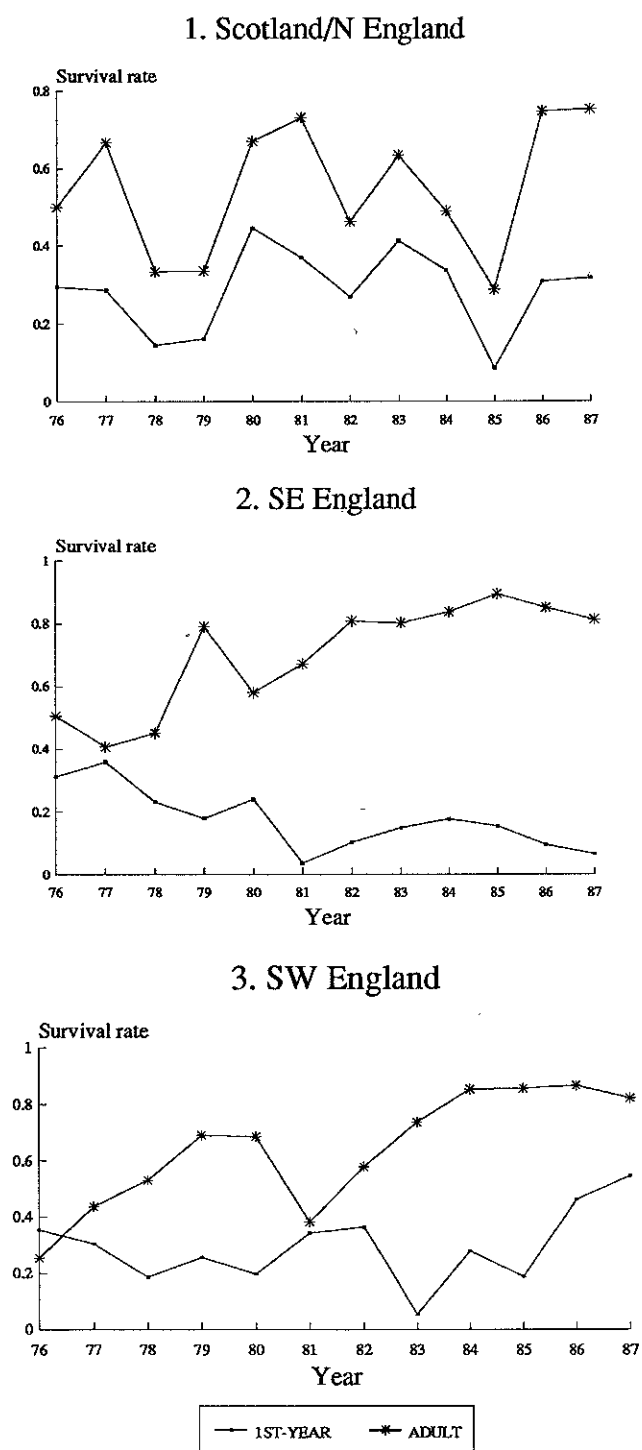 1. Scotland/N England
Survival rate
0.8
0.6
0.4
0.2
0
76 77 78 79 80 81 82 83 84 85 86 87
Year
2. SE England
Survival rate
1
0.8
0.6
0.4
0.2
0
76 77 78 79 80 81 82 83 84 85 86 87
Year
3. SW England
Survival rate
1
0.8
0.6
0.4
0.2
0
76 77 78 79 80 81 82 83 84 85 86 87
Year
1ST-YEAR ADULT